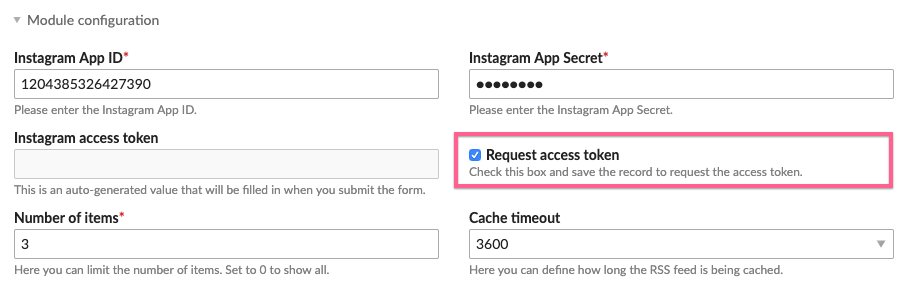 Module configuration
Instagram App ID*
Instagram App Secret*
1204385326427390
●●●●●●●●
Please enter the Instagram App ID.
Please enter the Instagram App Secret.
Instagram access token
Request access token
Check this box and save the record to request the access token.
This is an auto-generated value that will be filled in when you submit the form.
Number of items*
Cache timeout
3
3600
Here you can limit the number of items. Set to 0 to show all.
Here you can define how long the RSS feed is being cached.